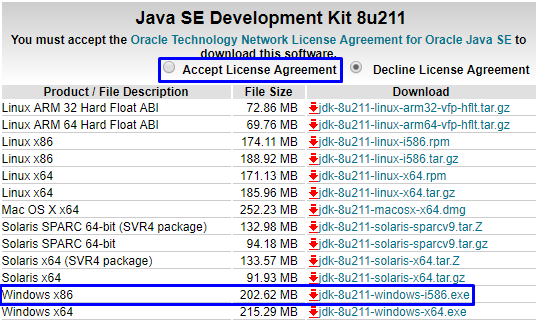 Java SE Development Kit 8u211
You must accept the Oracle Technology Network License Agreement for Oracle Java SE to
download this software.
Accept License Agreement Decline License Agreement
Product / File Description File Size Download
Linux ARM 32 Hard Float ABI 72.86 MB jdk-8u211-linux-arm32-vfp-hflt.tar.gz
Linux ARM 64 Hard Float ABI 69.76 MB jdk-8u211-linux-arm64-vfp-hflt.tar.gz
Linux x86 174.11 MB jdk-8u211-linux-i586.rpm
Linux x86 188.92 MB jdk-8u211-linux-i586.tar.gz
Linux x64 171.13 MB jdk-8u211-linux-x64.rpm
Linux x64 185.96 MB jdk-8u211-linux-x64.tar.gz
Mac OS X x64 252.23 MB jdk-8u211-macosx-x64.dmg
Solaris SPARC 64-bit (SVR4 package) 132.98 MB jdk-8u211-solaris-sparcv9.tar.Z
Solaris SPARC 64-bit 94.18 MB jdk-8u211-solaris-sparcv9.tar.gz
Solaris x64 (SVR4 package) 133.57 MB jdk-8u211-solaris-x64.tar.Z
Solaris x64 91.93 MB jdk-8u211-solaris-x64.tar.gz
Windows x86 202.62 MB jdk-8u211-windows-i586.exe
Windows x64 215.29 MB jdk-8u211-windows-x64.exe